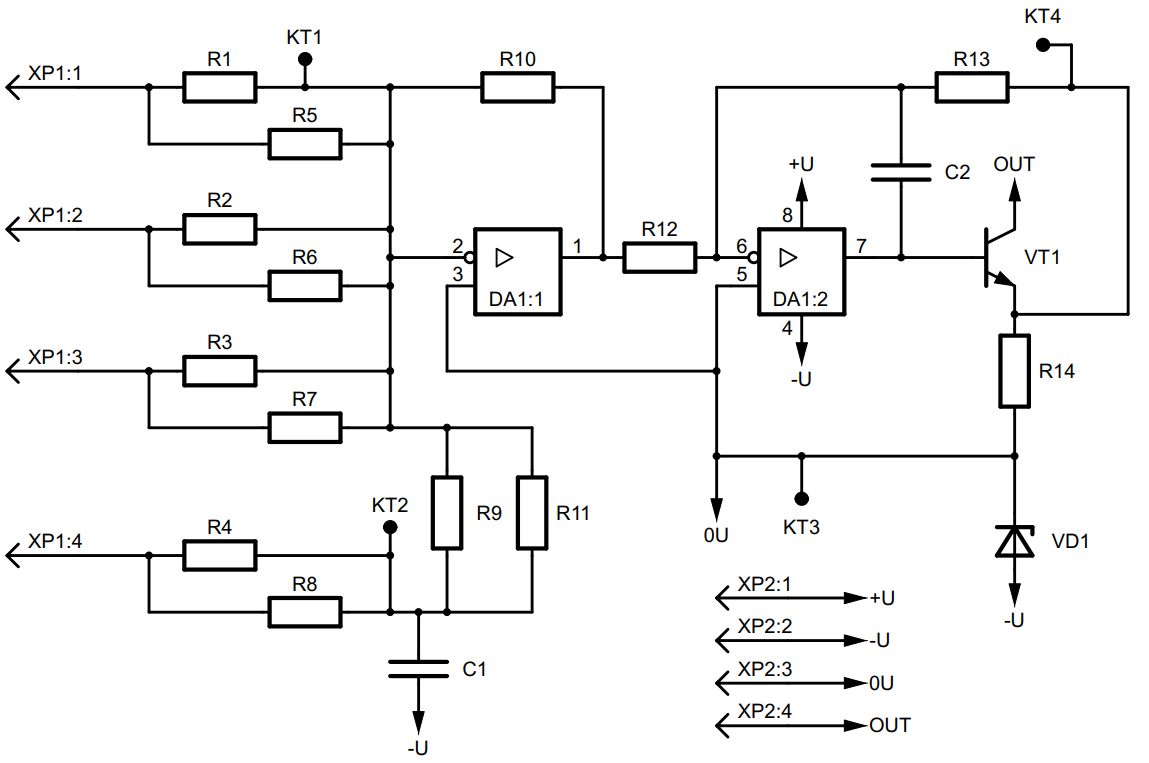 KT4
KT1
XP1:1
R1
R10
R13
R5
+U
OUT
C2
XP1:2
R2
8
R12
2
1
6
7
R6
3
5
VT1
DA1:1
DA1:2
4
XP1:3
R3
-U
R14
R7
KT2
R9
R11
XP1:4
R4
0U
KT3
VD1
R8
XP2:1
+U
-U
XP2:2
-U
C1
XP2:3
0U
XP2:4
OUT
-U